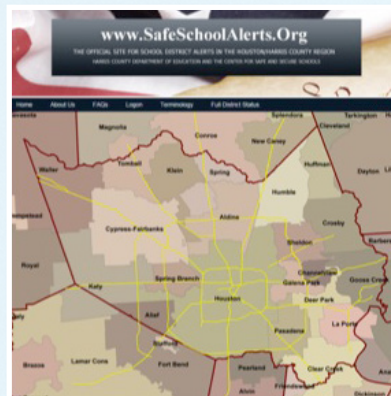 www.SafeSchoolAlerts.Org
THE OFFICIAL SITE FOR SCHOOL DISTRICT ALERTS IN THE HOUSTON/HARRIS COUNTY REGION
HARRIS COUNTY DEPARTMENT OF EDUCATION AND THE CENTER FOR SAFE AND SECURE SCHOOLS
Home About Us FAQs Logon Terminology Full District Status
Splendora
Tarkington
Magnolia
Conroe
Cleveland
New Caney
Tomball
Huffman
Waller
Klein
Spring
Dayton
Humble
Aldine
Crosby
Cypress-Fairbanks
Sheldon
Royal
Channelview
Spring Branch
Goose Creek
Katy
Galena Park
Houston
Deer Park
Alief
La Porte
Pasadena
Stafford
Lamar Cons
Fort Bend
Clear Creek
Brazos
Pearland
Friendswood
Alvin
Dickinson